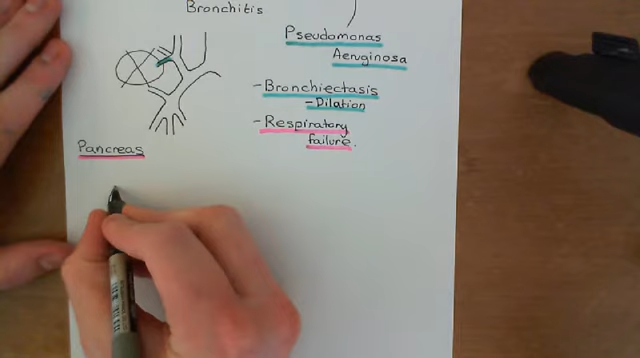 Bronchitis
Pseudomonas
Aeruginosa
- Bronchiectasis
- Dilation
- Respiratory
failure.
Pancreas